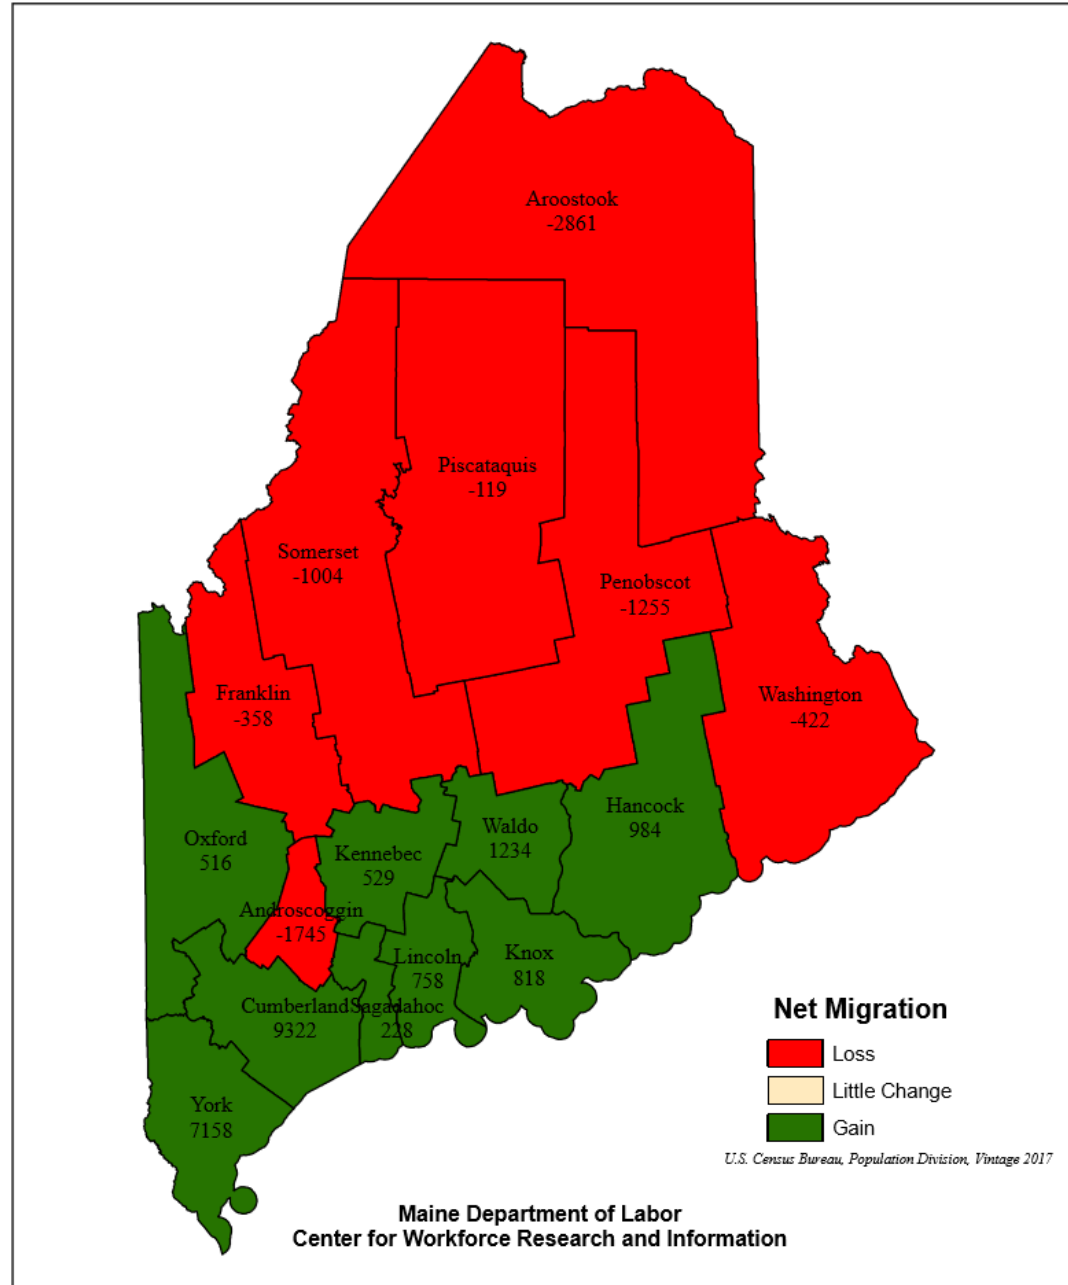 Aroostook
-2861
Piscataquis
-119
Somerset
-1004
Penobscot
-1255
Franklin
-358
Washington
-422
Hancock
984
Waldo
1234
Oxford
516
Kennebec
529
Androscoggin
-1745
Lincoln
758
Knox
818
Cumberland
9322
Sagadahoc
228
York
7158
Net Migration
Loss
Little Change
Gain
U.S. Census Bureau, Population Division, Vintage 2017
Maine Department of Labor
Center for Workforce Research and Information